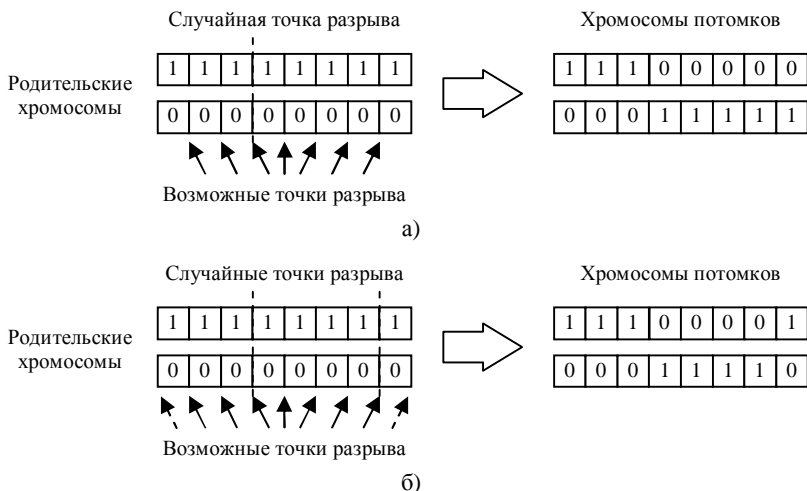 Случайная точка разрыва
Хромосомы потомков
Родительские
хромосомы
1 1 1 1 1 1 1 1
0 0 0 0 0 0 0 0
1 1 1 0 0 0 0 0
0 0 0 1 1 1 1 1
Возможные точки разрыва
а)
Случайные точки разрыва
Хромосомы потомков
Родительские
хромосомы
1 1 1 1 1 1 1 1
0 0 0 0 0 0 0 0
1 1 1 0 0 0 0 1
0 0 0 1 1 1 1 0
Возможные точки разрыва
б)